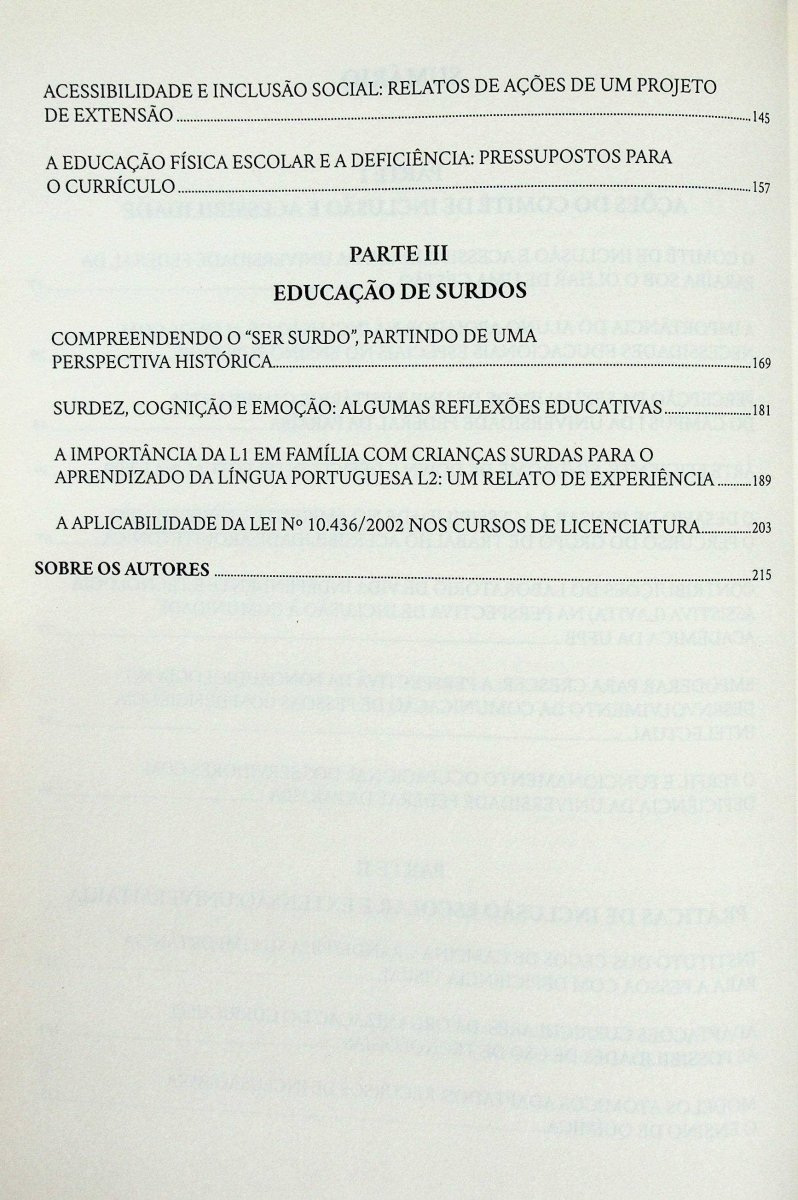 ACESSIBILIDADE E INCLUSÃO SOCIAL: RELATOS DE AÇÕES DE UM PROJETO
DE EXTENSÃO ........ 145
A EDUCAÇÃO FÍSICA ESCOLAR E A DEFICIÊNCIA: PRESSUPOSTOS PARA
O CURRÍCULO ........ 157
PARTE III
EDUCAÇÃO DE SURDOS
COMPREENDENDO O “SER SURDO”, PARTINDO DE UMA
PERSPECTIVA HISTÓRICA ........ 169
SURDEZ, COGNIÇÃO E EMOÇÃO: ALGUMAS REFLEXÕES EDUCATIVAS ........ 181
A IMPORTÂNCIA DA L1 EM FAMÍLIA COM CRIANÇAS SURDAS PARA O
APRENDIZADO DA LÍNGUA PORTUGUESA L2: UM RELATO DE EXPERIÊNCIA ........ 189
A APLICABILIDADE DA LEI Nº 10.436/2002 NOS CURSOS DE LICENCIATURA ........ 203
SOBRE OS AUTORES ........ 215